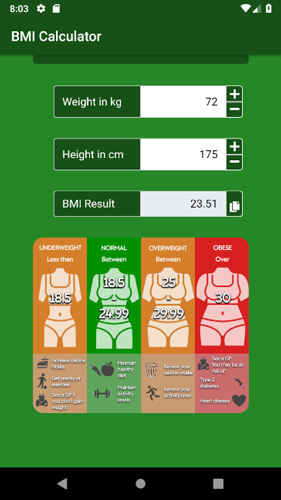 8:03
BMI Calculator
Weight in kg 72
Height in cm 175
BMI Result 23.51
UNDERWEIGHT NORMAL OVERWEIGHT OBESE
Less than Between Between Over
18.5 18.5 25 30
24.99 29.99
Increase calorie
intake
Get plenty of
exercise
See a GP if
you don't gain
weight
Maintain
healthy
diet
Maintain
activity
levels
Review your
calorie intake
Review your
activity level
See a GP.
You may be at
risk of:
Type 2
diabetes
Heart disease